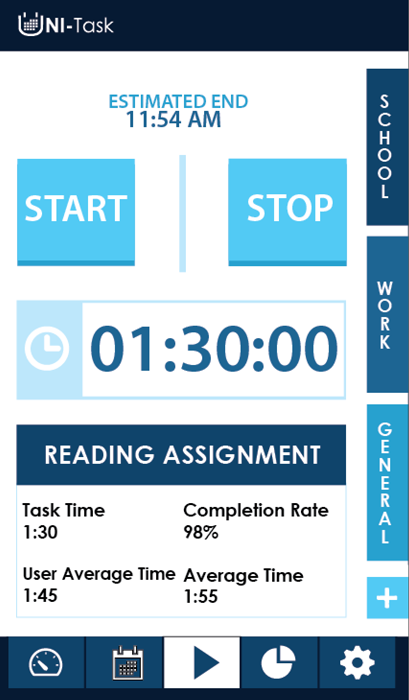 UNI-Task
ESTIMATED END
11:54 AM
START
STOP
01:30:00
READING ASSIGNMENT
Task Time
1:30
Completion Rate
98%
User Average Time
1:45
Average Time
1:55
SCHOOL
WORK
GENERAL
+